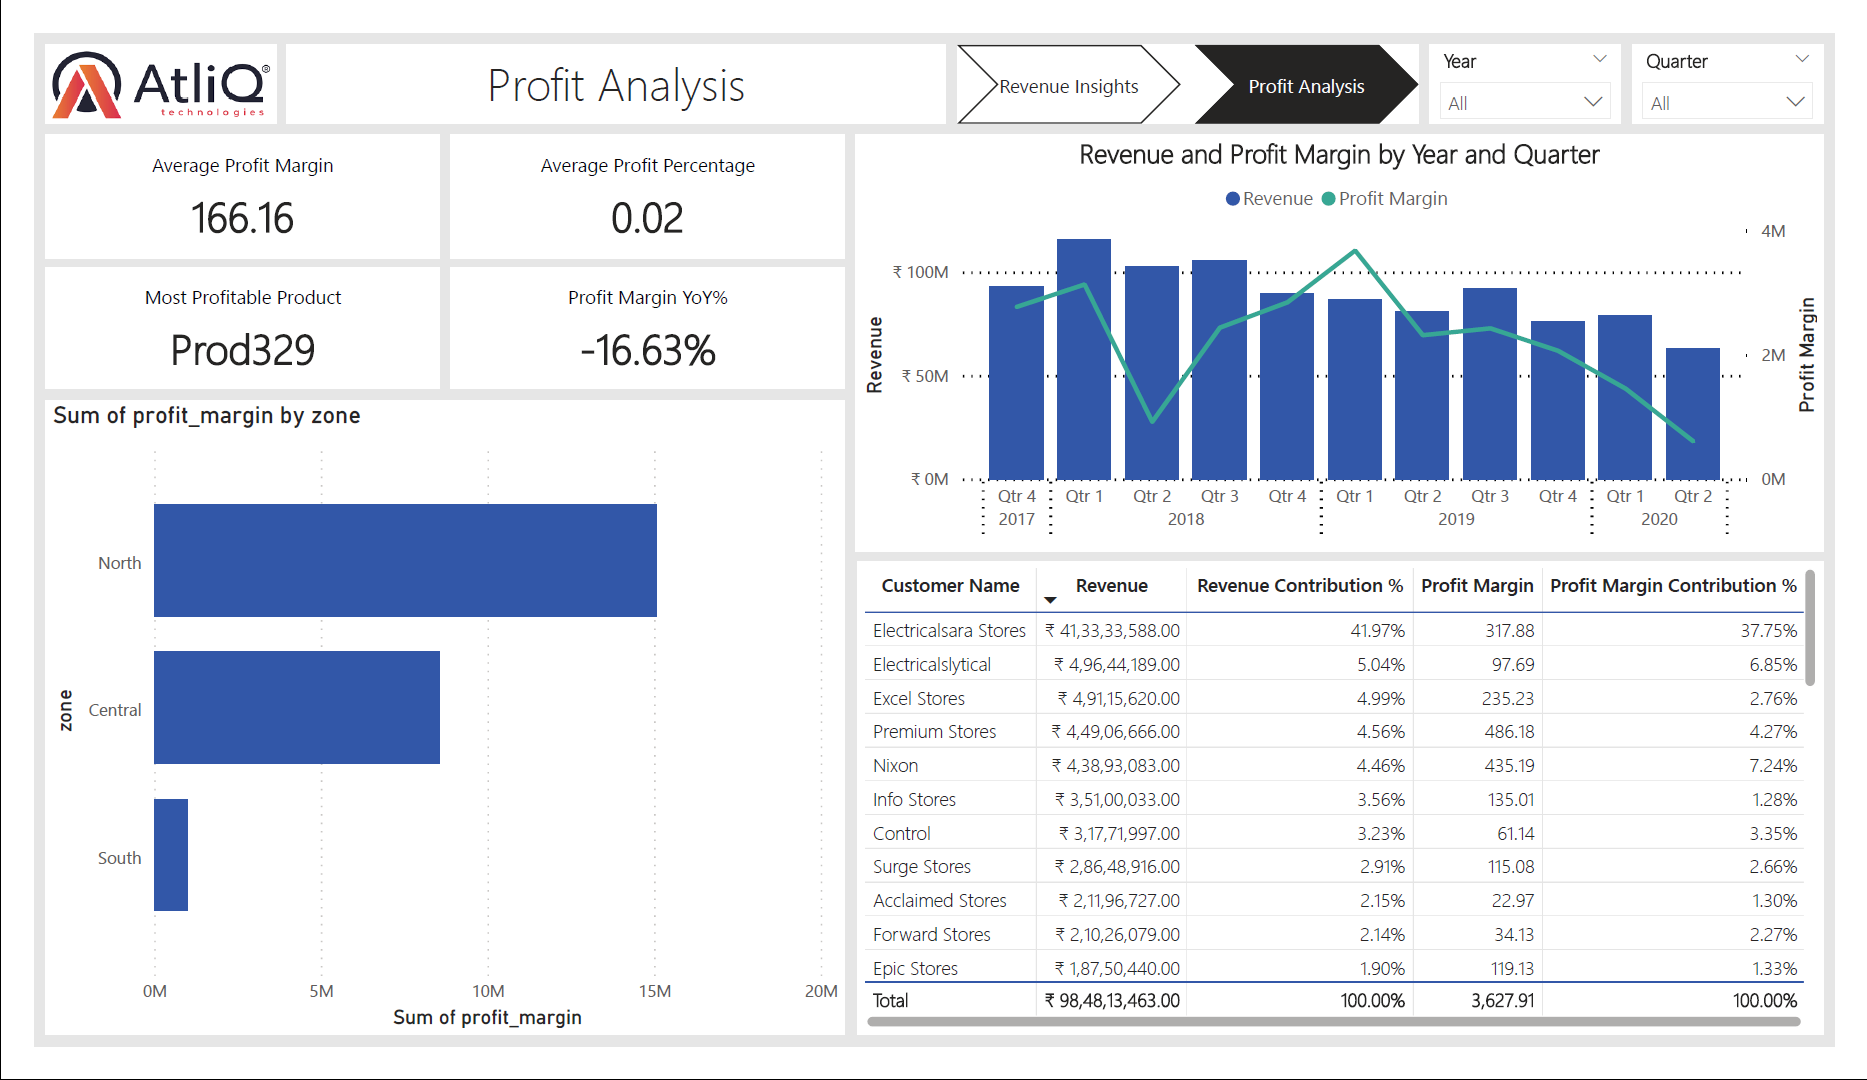 AtliQ®
technologies
Profit Analysis
Revenue Insights
Profit Analysis
Year
All
Quarter
All
Average Profit Margin
166.16
Average Profit Percentage
0.02
Most Profitable Product
Prod329
Profit Margin YoY%
-16.63%
Revenue and Profit Margin by Year and Quarter
Revenue Profit Margin
4M
₹ 100M
2M
₹ 50M
₹ 0M 0M
Revenue
Profit Margin
Qtr 4 Qtr 1 Qtr 2 Qtr 3 Qtr 4 Qtr 1 Qtr 2 Qtr 3 Qtr 4 Qtr 1 Qtr 2
2017 2018 2019 2020
Sum of profit_margin by zone
zone
North
Central
South
0M 5M 10M 15M 20M
Sum of profit_margin
Customer Name Revenue Revenue Contribution % Profit Margin Profit Margin Contribution %
Electricalsara Stores ₹ 41,33,33,588.00 41.97% 317.88 37.75%
Electricalslytical ₹ 4,96,44,189.00 5.04% 97.69 6.85%
Excel Stores ₹ 4,91,15,620.00 4.99% 235.23 2.76%
Premium Stores ₹ 4,49,06,666.00 4.56% 486.18 4.27%
Nixon ₹ 4,38,93,083.00 4.46% 435.19 7.24%
Info Stores ₹ 3,51,00,033.00 3.56% 135.01 1.28%
Control ₹ 3,17,71,997.00 3.23% 61.14 3.35%
Surge Stores ₹ 2,86,48,916.00 2.91% 115.08 2.66%
Acclaimed Stores ₹ 2,11,96,727.00 2.15% 22.97 1.30%
Forward Stores ₹ 2,10,26,079.00 2.14% 34.13 2.27%
Epic Stores ₹ 1,87,50,440.00 1.90% 119.13 1.33%
Total ₹ 98,48,13,463.00 100.00% 3,627.91 100.00%